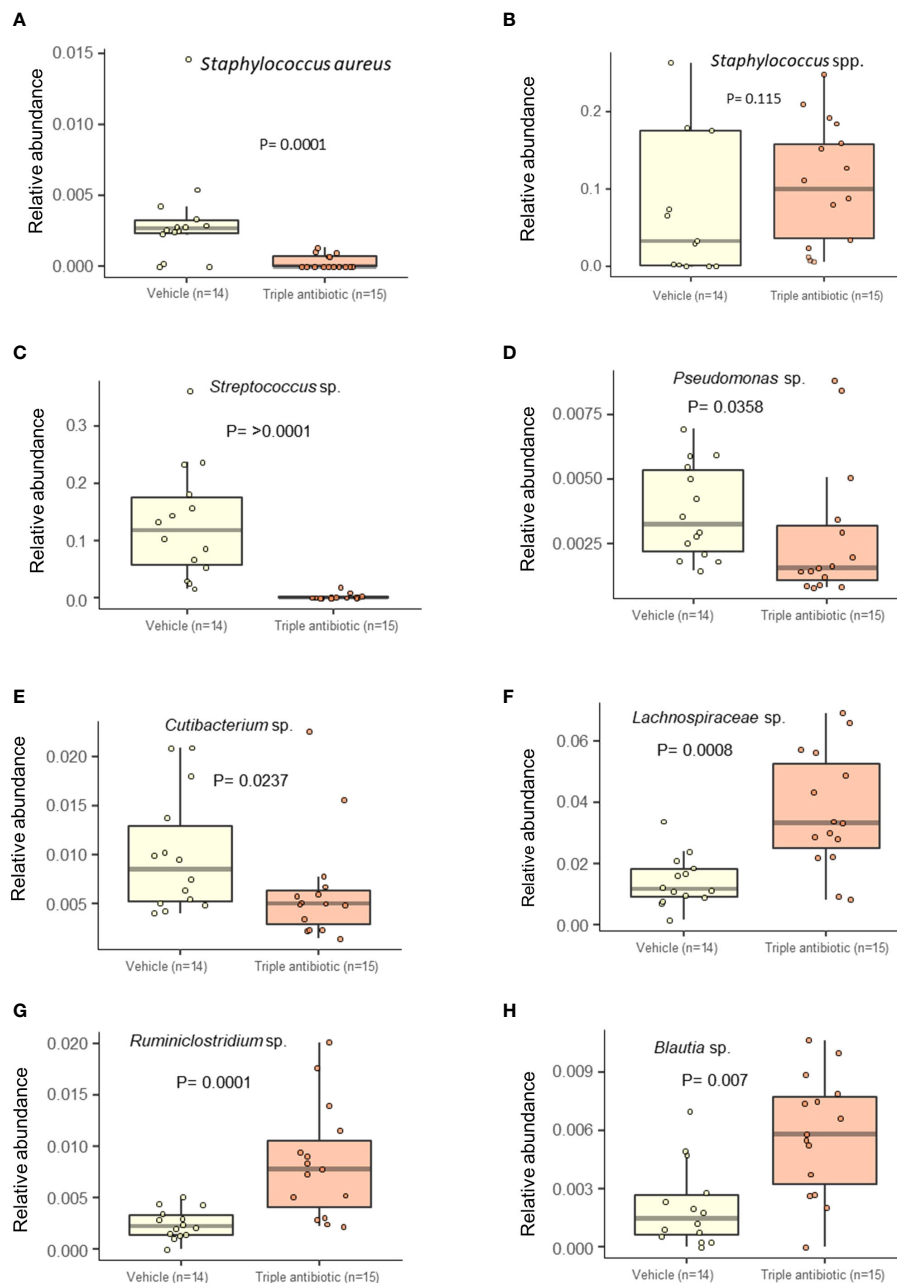 A
Staphylococcus aureus
P= 0.0001
Relative abundance
0.015
0.010
0.005
0.000
Vehicle (n=14)
Triple antibiotic (n=15)
B
Staphylococcus spp.
P= 0.115
Relative abundance
0.2
0.1
0.0
Vehicle (n=14)
Triple antibiotic (n=15)
C
Streptococcus sp.
P= >0.0001
Relative abundance
0.3
0.2
0.1
0.0
Vehicle (n=14)
Triple antibiotic (n=15)
D
Pseudomonas sp.
P= 0.0358
Relative abundance
0.0075
0.0050
0.0025
Vehicle (n=14)
Triple antibiotic (n=15)
E
Cutibacterium sp.
P= 0.0237
Relative abundance
0.020
0.015
0.010
0.005
Vehicle (n=14)
Triple antibiotic (n=15)
F
Lachnospiraceae sp.
P= 0.0008
Relative abundance
0.06
0.04
0.02
0.00
Vehicle (n=14)
Triple antibiotic (n=15)
G
Ruminiclostridium sp.
P= 0.0001
Relative abundance
0.020
0.015
0.010
0.005
0.000
Vehicle (n=14)
Triple antibiotic (n=15)
H
Blautia sp.
P= 0.007
Relative abundance
0.009
0.006
0.003
0.000
Vehicle (n=14)
Triple antibiotic (n=15)